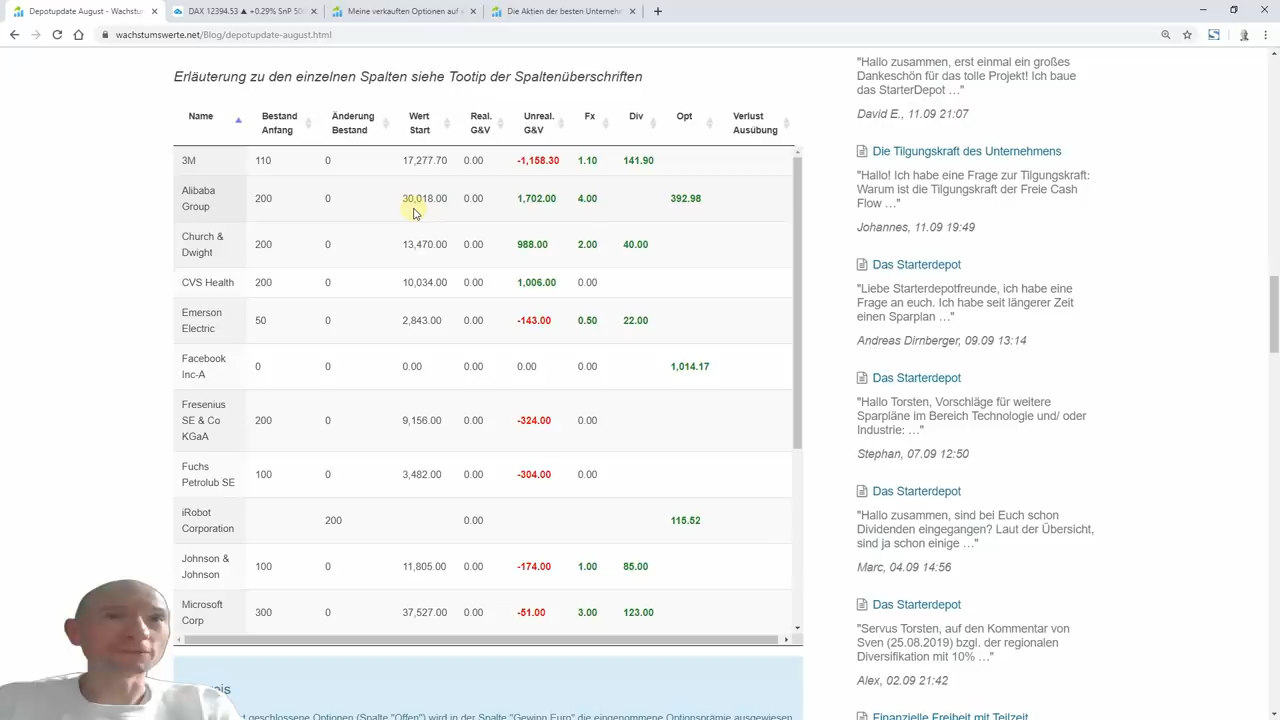 Depotupdate August - Wachstum
DAX 12394.53 ▲ +0.29% SnP 50
Meine verkauften Optionen auf
Die Aktien der besten Unterneh
wachstumswerte.net/Blog/depotupdate-august.html
Erläuterung zu den einzelnen Spalten siehe Tootip der Spaltenüberschriften
Name Bestand Anfang Änderung Bestand Wert Start Real. G&V Unreal. G&V Fx Div Opt Verlust Ausübung
3M 110 0 17,277.70 0.00 -1,158.30 1.10 141.90
Alibaba Group 200 0 30,018.00 0.00 1,702.00 4.00 392.98
Church & Dwight 200 0 13,470.00 0.00 988.00 2.00 40.00
CVS Health 200 0 10,034.00 0.00 1,006.00 0.00
Emerson Electric 50 0 2,843.00 0.00 -143.00 0.50 22.00
Facebook Inc-A 0 0 0.00 0.00 0.00 0.00 1,014.17
Fresenius SE & Co KGaA 200 0 9,156.00 0.00 -324.00 0.00
Fuchs Petrolub SE 100 0 3,482.00 0.00 -304.00 0.00
iRobot Corporation 200 0.00 115.52
Johnson & Johnson 100 0 11,805.00 0.00 -174.00 1.00 85.00
Microsoft Corp 300 0 37,527.00 0.00 -51.00 3.00 123.00
eis
geschlossene Optionen (Spalte "Offen") wird in der Spalte "Gewinn Euro" die eingenommene Optionsprämie ausgewiesen
"Hallo zusammen, erst einmal ein großes
Dankeschön für das tolle Projekt! Ich baue
das StarterDepot …"
David E., 11.09 21:07
Die Tilgungskraft des Unternehmens
"Hallo! Ich habe eine Frage zur Tilgungskraft:
Warum ist die Tilgungskraft der Freie Cash
Flow …"
Johannes, 11.09 19:49
Das Starterdepot
"Liebe Starterdepotfreunde, ich habe eine
Frage an euch. Ich habe seit längerer Zeit
einen Sparplan …"
Andreas Dirnberger, 09.09 13:14
Das Starterdepot
"Hallo Torsten, Vorschläge für weitere
Sparpläne im Bereich Technologie und/ oder
Industrie: …"
Stephan, 07.09 12:50
Das Starterdepot
"Hallo zusammen, sind bei Euch schon
Dividenden eingegangen? Laut der Übersicht,
sind ja schon einige …"
Marc, 04.09 14:56
Das Starterdepot
"Servus Torsten, auf den Kommentar von
Sven (25.08.2019) bzgl. der regionalen
Diversifikation mit 10% …"
Alex, 02.09 21:42
Finanzielle Freiheit mit Teilzeit